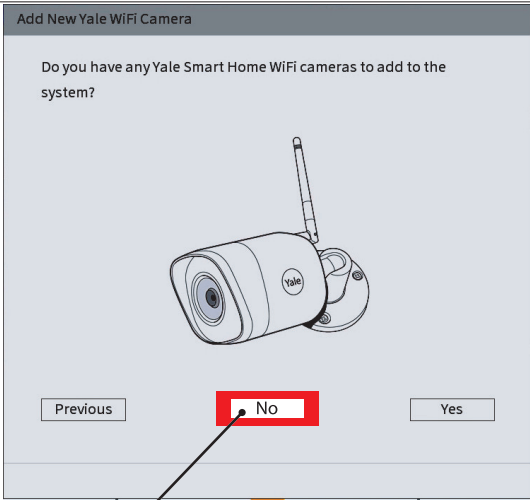 Add New Yale WiFi Camera
Do you have any Yale Smart Home WiFi cameras to add to the
system?
Yale
Previous
No
Yes